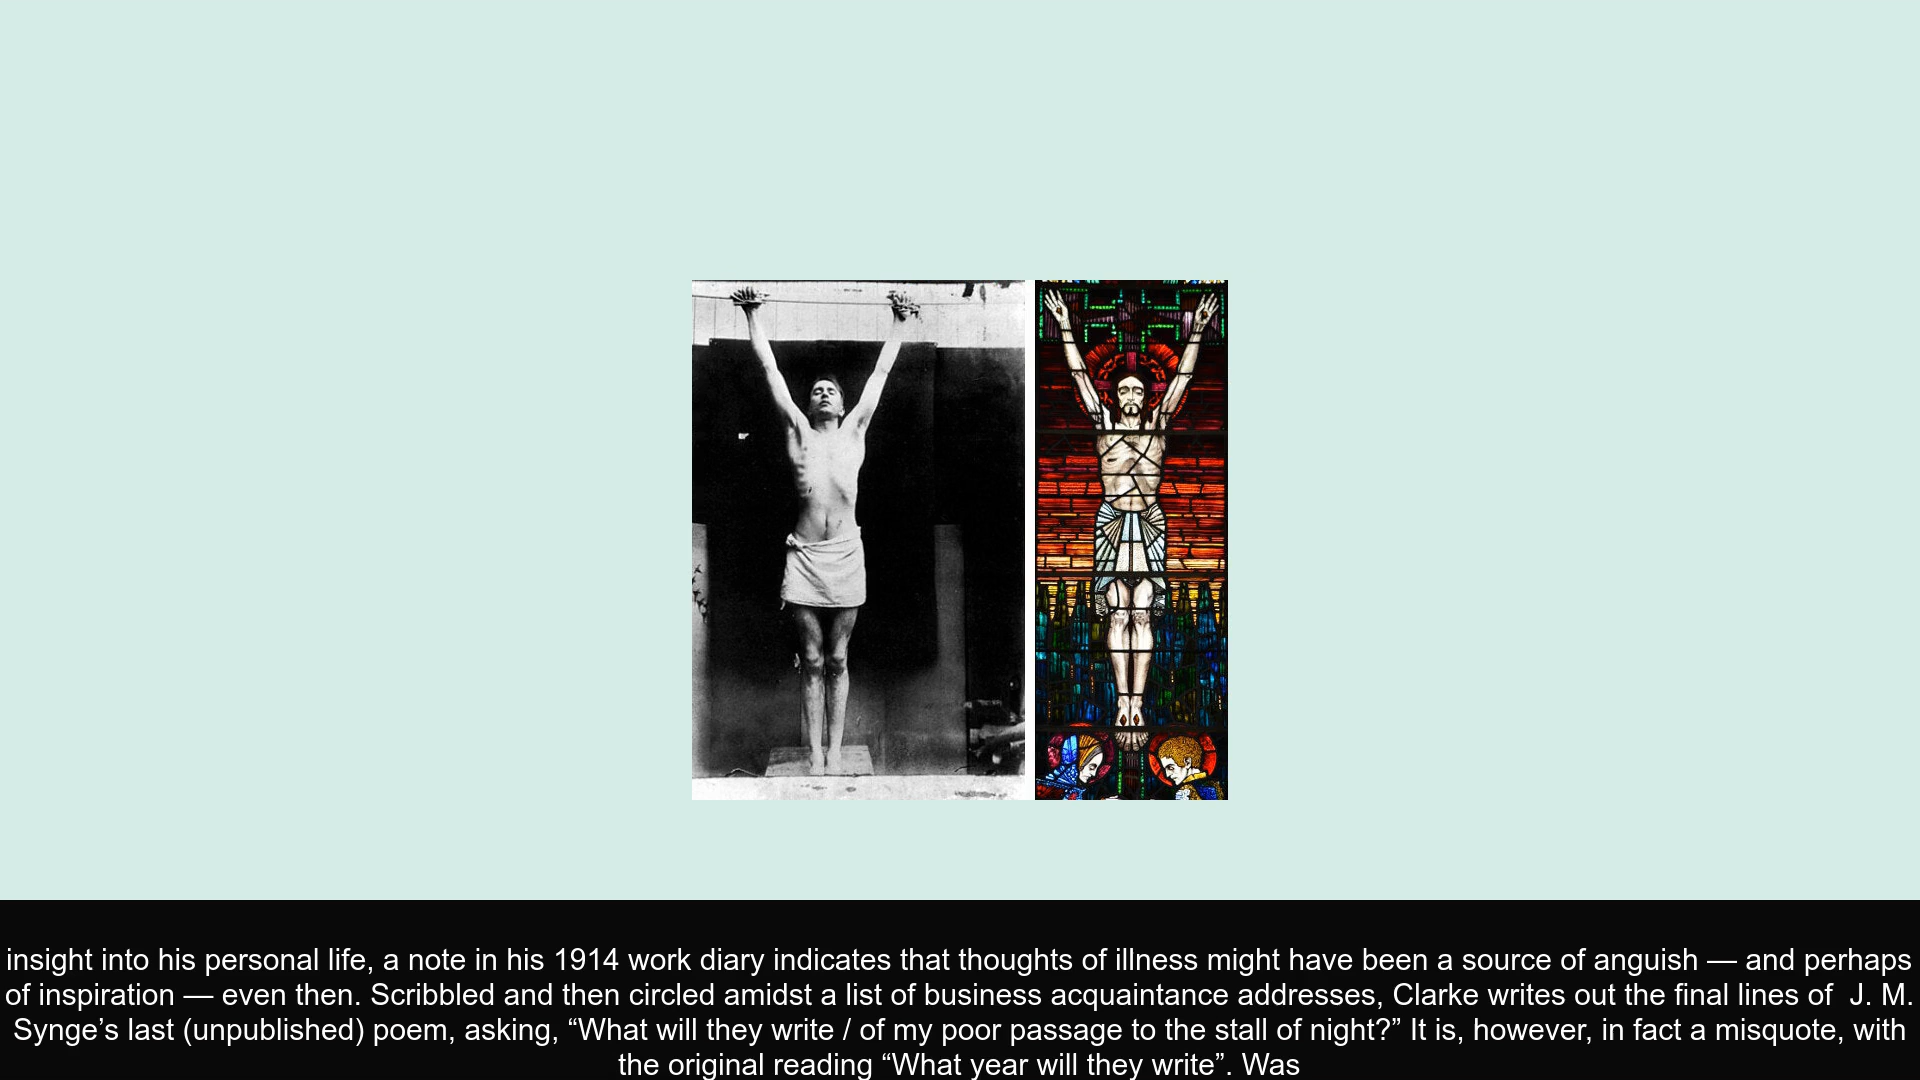 insight into his personal life, a note in his 1914 work diary indicates that thoughts of illness might have been a source of anguish — and perhaps
of inspiration — even then. Scribbled and then circled amidst a list of business acquaintance addresses, Clarke writes out the final lines of  J. M.
Synge’s last (unpublished) poem, asking, “What will they write / of my poor passage to the stall of night?” It is, however, in fact a misquote, with
the original reading “What year will they write”. Was